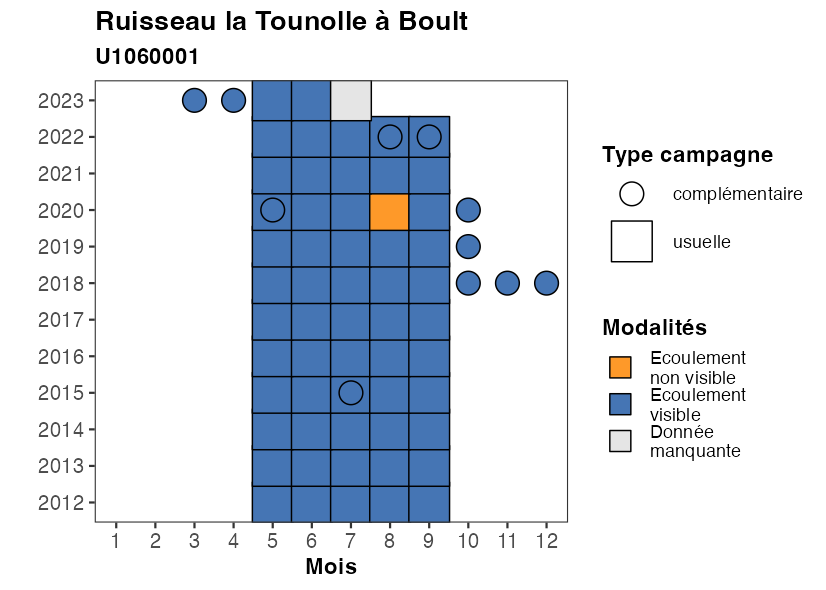 Ruisseau la Tounolle à Boult
U1060001
2023
2022
2021
2020
2019
2018
2017
2016
2015
2014
2013
2012
1 2 3 4 5 6 7 8 9 10 11 12
Mois
Type campagne
complémentaire
usuelle
Modalités
Ecoulement
non visible
Ecoulement
visible
Donnée
manquante